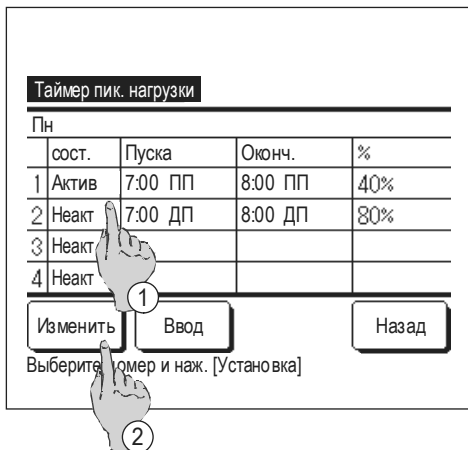 Таймер пик. нагрузки
Пн
сост. Пуска Оконч. %
1 Актив 7:00 ПП 8:00 ПП 40%
2 Неакт 7:00 ДП 8:00 ДП 80%
3 Неакт
4 Неакт
1
Изменить Ввод Назад
Выберите номер и наж. [Установка]
2